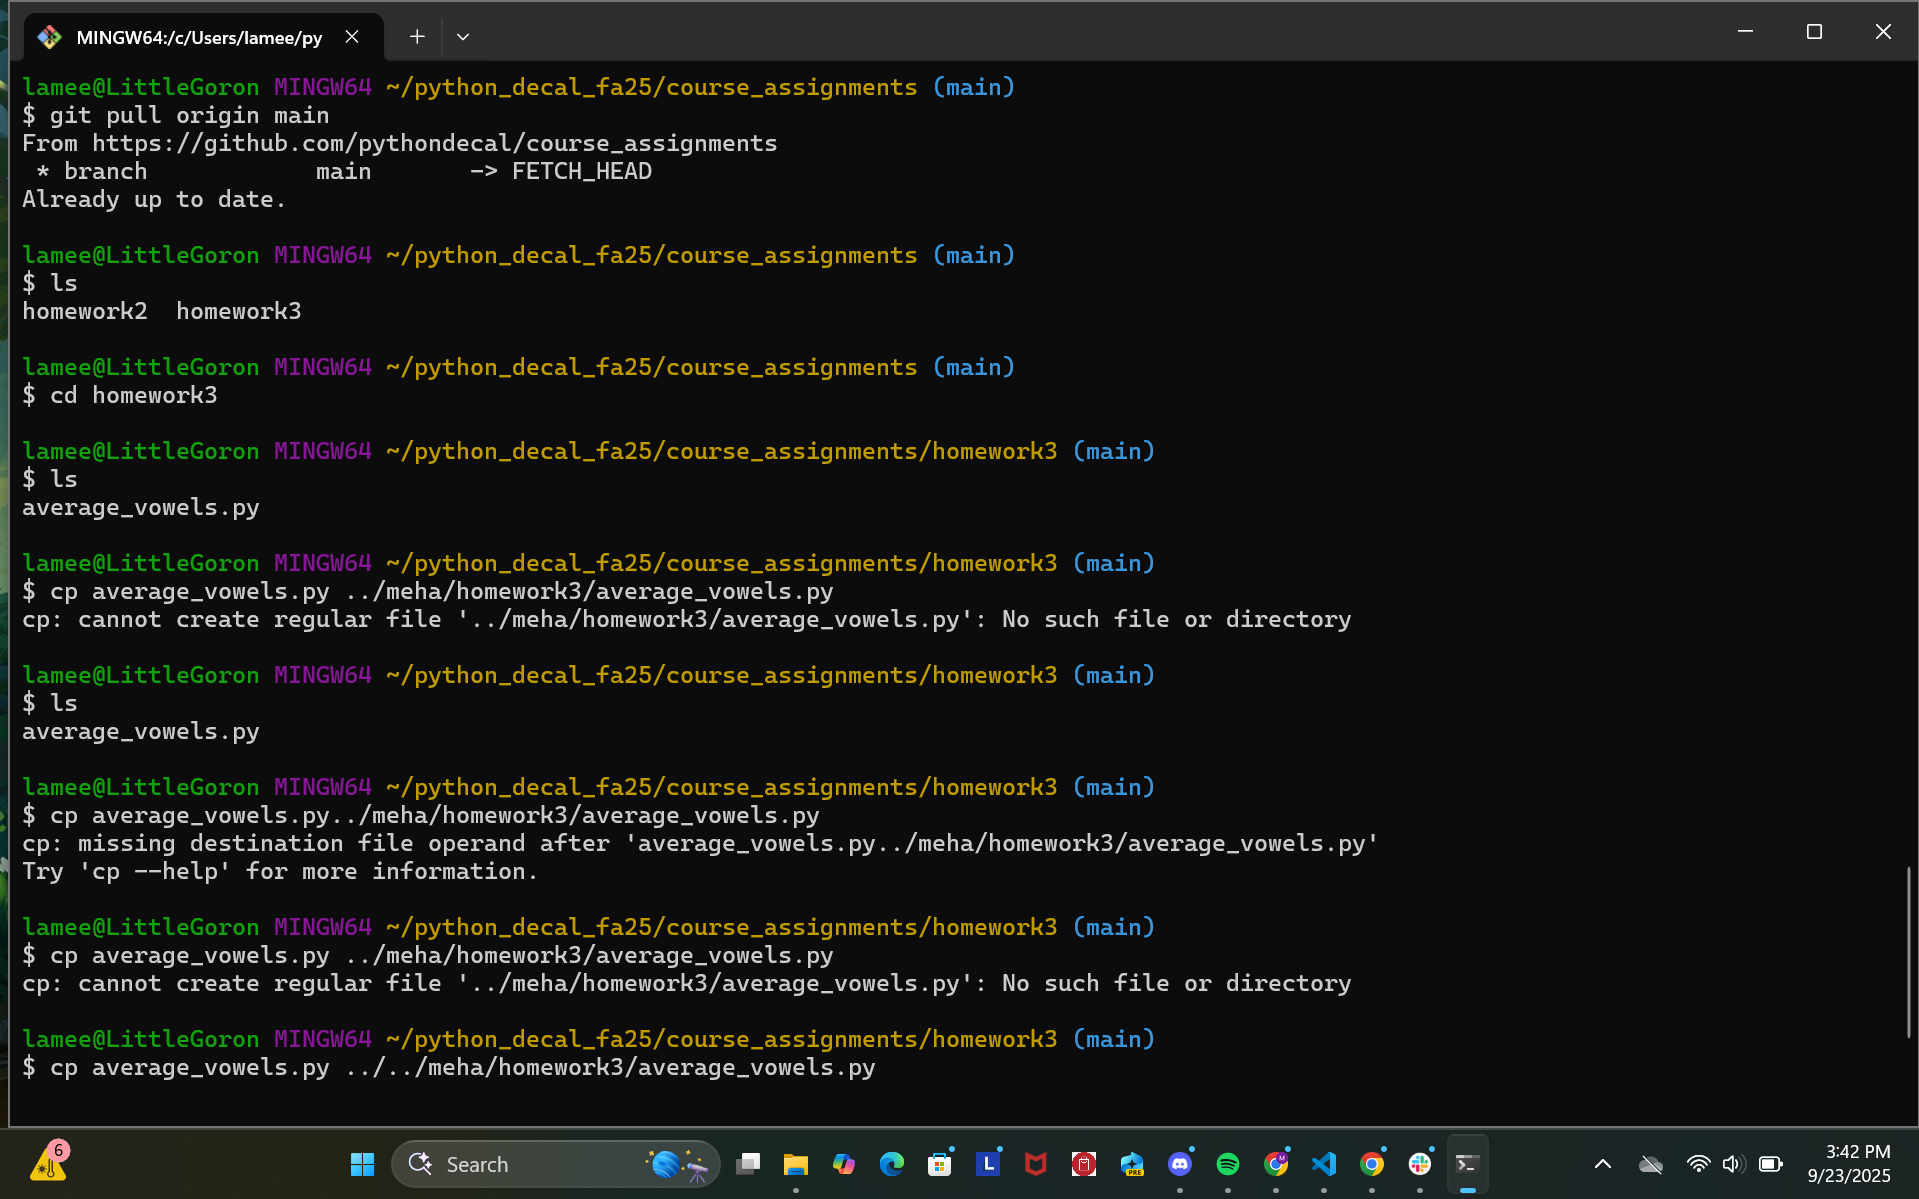 MINGW64:/c/Users/lamee/py
lamee@LittleGoron MINGW64 ~/python_decal_fa25/course_assignments (main)
$ git pull origin main
From https://github.com/pythondecal/course_assignments
 * branch            main       -> FETCH_HEAD
Already up to date.
lamee@LittleGoron MINGW64 ~/python_decal_fa25/course_assignments (main)
$ ls
homework2  homework3
lamee@LittleGoron MINGW64 ~/python_decal_fa25/course_assignments (main)
$ cd homework3
lamee@LittleGoron MINGW64 ~/python_decal_fa25/course_assignments/homework3 (main)
$ ls
average_vowels.py
lamee@LittleGoron MINGW64 ~/python_decal_fa25/course_assignments/homework3 (main)
$ cp average_vowels.py ../meha/homework3/average_vowels.py
cp: cannot create regular file '../meha/homework3/average_vowels.py': No such file or directory
lamee@LittleGoron MINGW64 ~/python_decal_fa25/course_assignments/homework3 (main)
$ ls
average_vowels.py
lamee@LittleGoron MINGW64 ~/python_decal_fa25/course_assignments/homework3 (main)
$ cp average_vowels.py../meha/homework3/average_vowels.py
cp: missing destination file operand after 'average_vowels.py../meha/homework3/average_vowels.py'
Try 'cp --help' for more information.
lamee@LittleGoron MINGW64 ~/python_decal_fa25/course_assignments/homework3 (main)
$ cp average_vowels.py ../meha/homework3/average_vowels.py
cp: cannot create regular file '../meha/homework3/average_vowels.py': No such file or directory
lamee@LittleGoron MINGW64 ~/python_decal_fa25/course_assignments/homework3 (main)
$ cp average_vowels.py ../../meha/homework3/average_vowels.py
6
Search
L
PRE
M
3:42 PM
9/23/2025